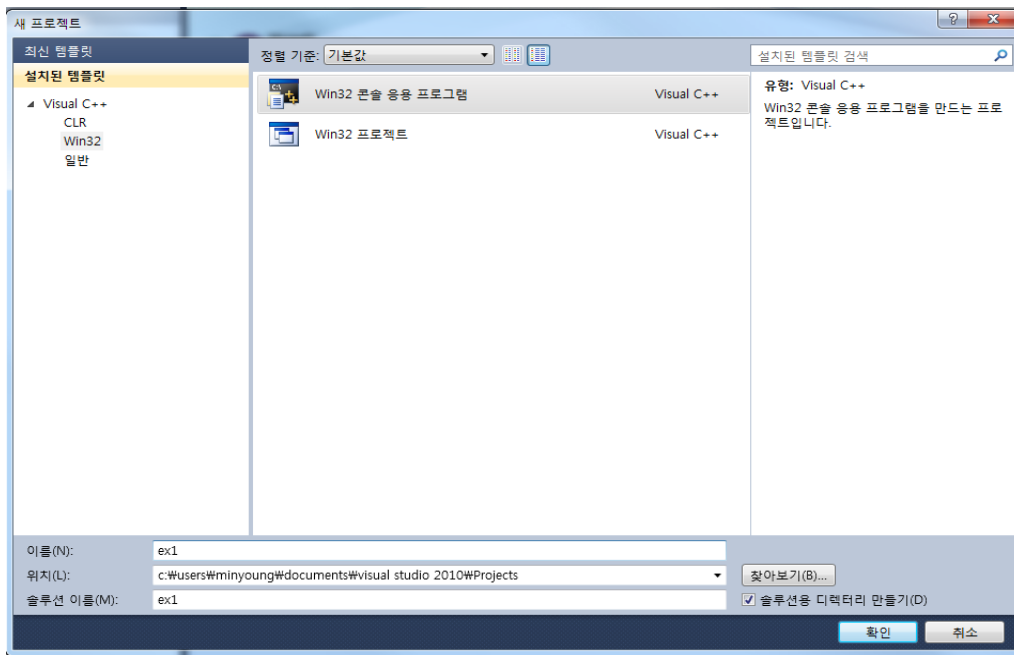 새 프로젝트
최신 템플릿
설치된 템플릿
Visual C++
CLR
Win32
일반
정렬 기준: 기본값
Win32 콘솔 응용 프로그램 Visual C++
Win32 프로젝트 Visual C++
설치된 템플릿 검색
유형: Visual C++
Win32 콘솔 응용 프로그램을 만드는 프로
젝트입니다.
이름(N): ex1
위치(L): c:₩users₩minyoung₩documents₩visual studio 2010₩Projects 찾아보기(B)...
솔루션 이름(M): ex1 솔루션용 디렉터리 만들기(D)
확인 취소